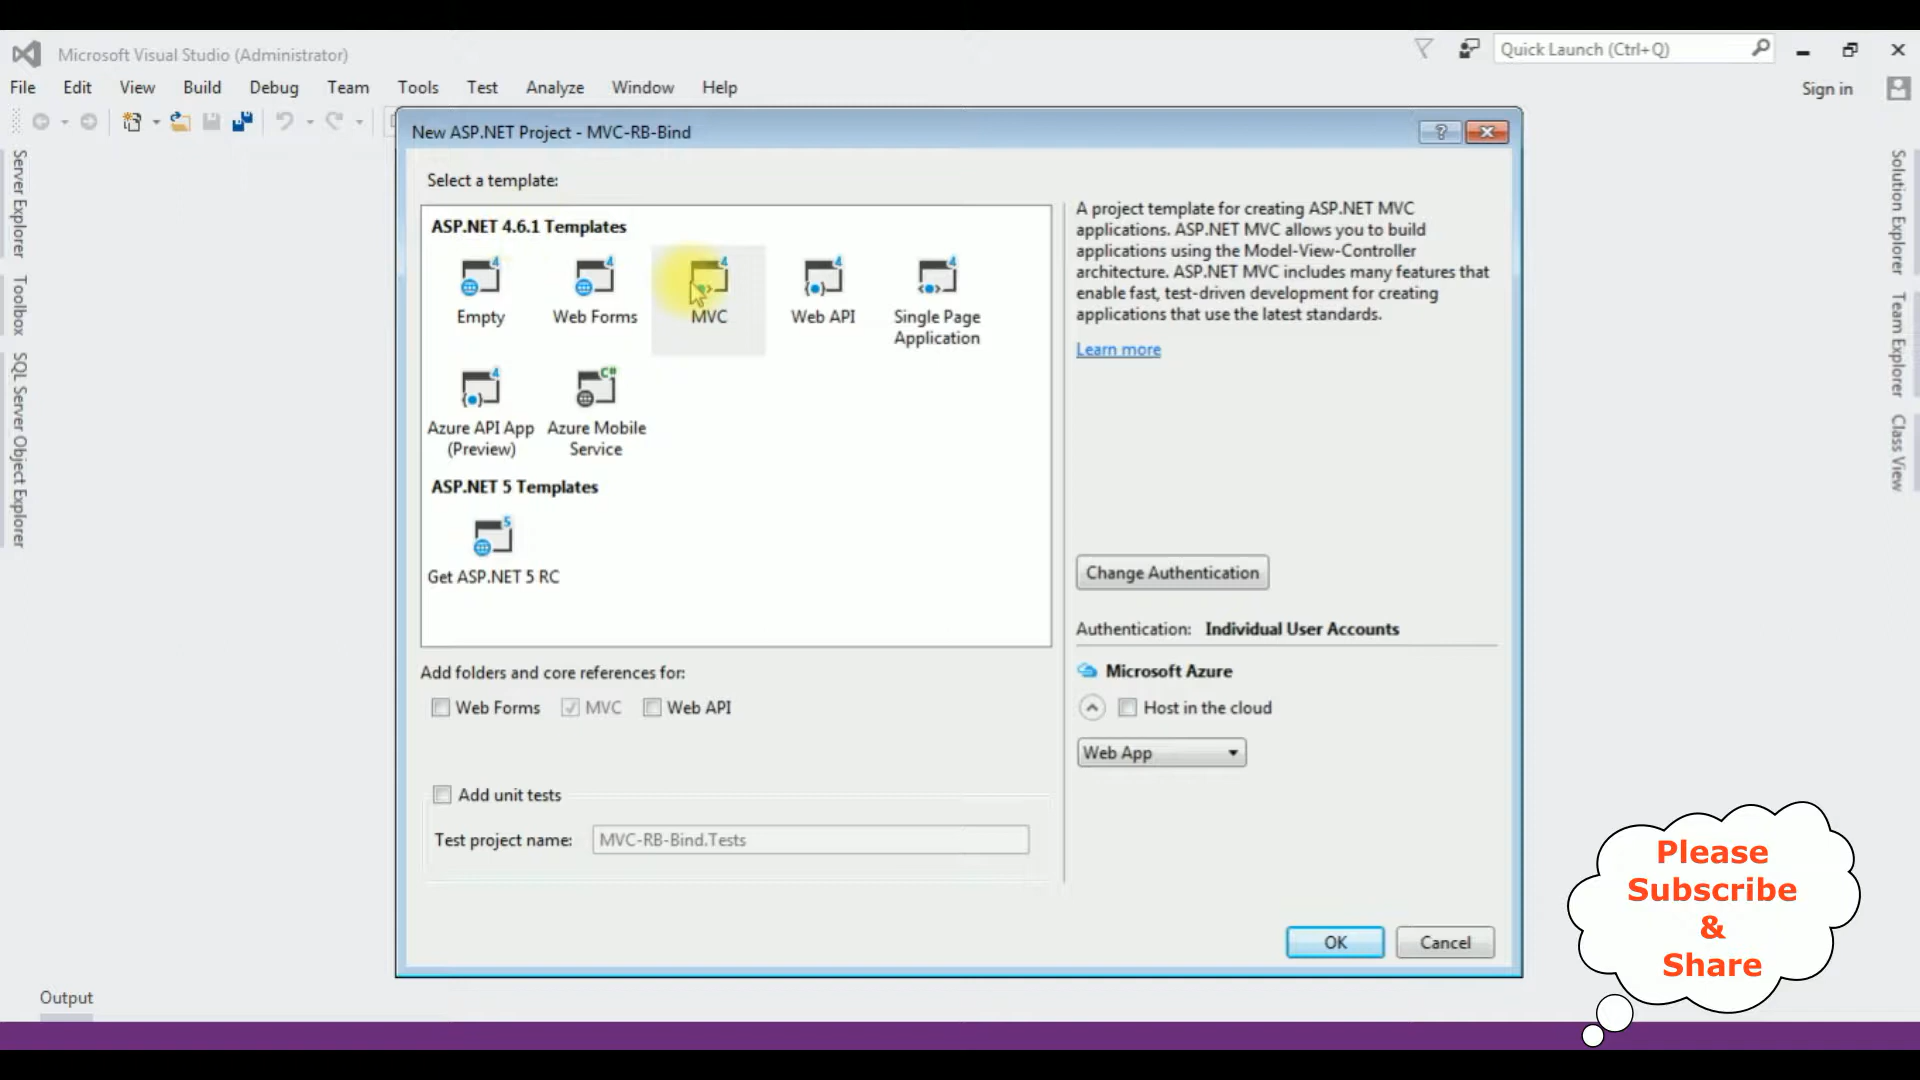 Microsoft Visual Studio (Administrator)
Quick Launch (Ctrl+Q)
File Edit View Build Debug Team Tools Test Analyze Window Help
Sign in
New ASP.NET Project - MVC-RB-Bind
?
Select a template:
ASP.NET 4.6.1 Templates
Empty
Web Forms
MVC
Web API
Single Page
Application
Azure API App
(Preview)
Azure Mobile
Service
ASP.NET 5 Templates
Get ASP.NET 5 RC
A project template for creating ASP.NET MVC
applications. ASP.NET MVC allows you to build
applications using the Model-View-Controller
architecture. ASP.NET MVC includes many features that
enable fast, test-driven development for creating
applications that use the latest standards.
Learn more
Change Authentication
Authentication: Individual User Accounts
Microsoft Azure
Host in the cloud
Web App
Add folders and core references for:
Web Forms MVC Web API
Add unit tests
Test project name: MVC-RB-Bind.Tests
OK Cancel
Server Explorer
Toolbox
SQL Server Object Explorer
Solution Explorer
Team Explorer
Class View
Output
Please
Subscribe
&
Share